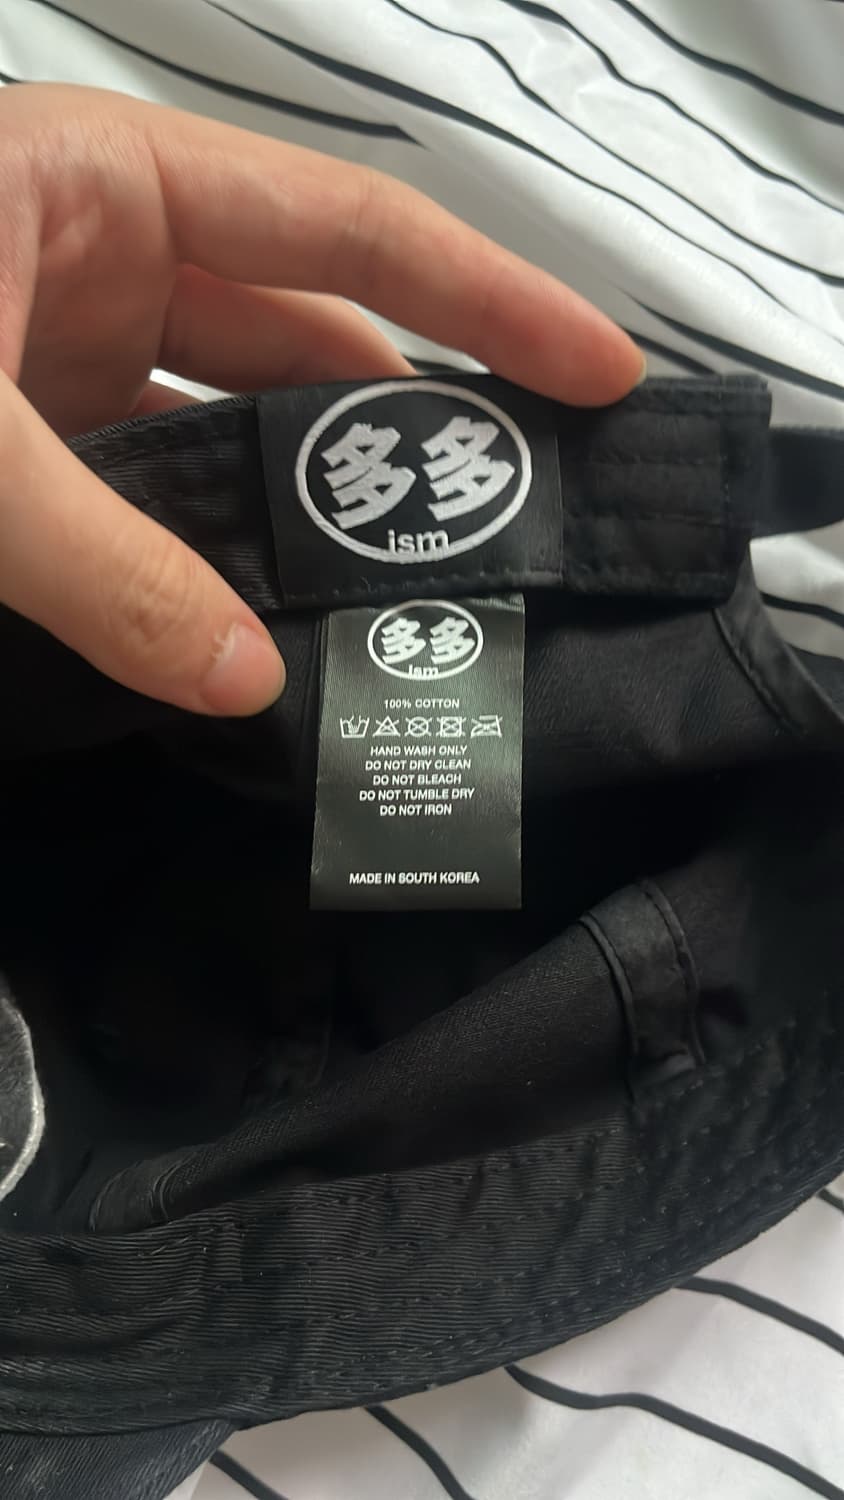 多多
ism
多多
ism
100% COTTON
HAND WASH ONLY
DO NOT DRY CLEAN
DO NOT BLEACH
DO NOT TUMBLE DRY
DO NOT IRON
MADE IN SOUTH KOREA